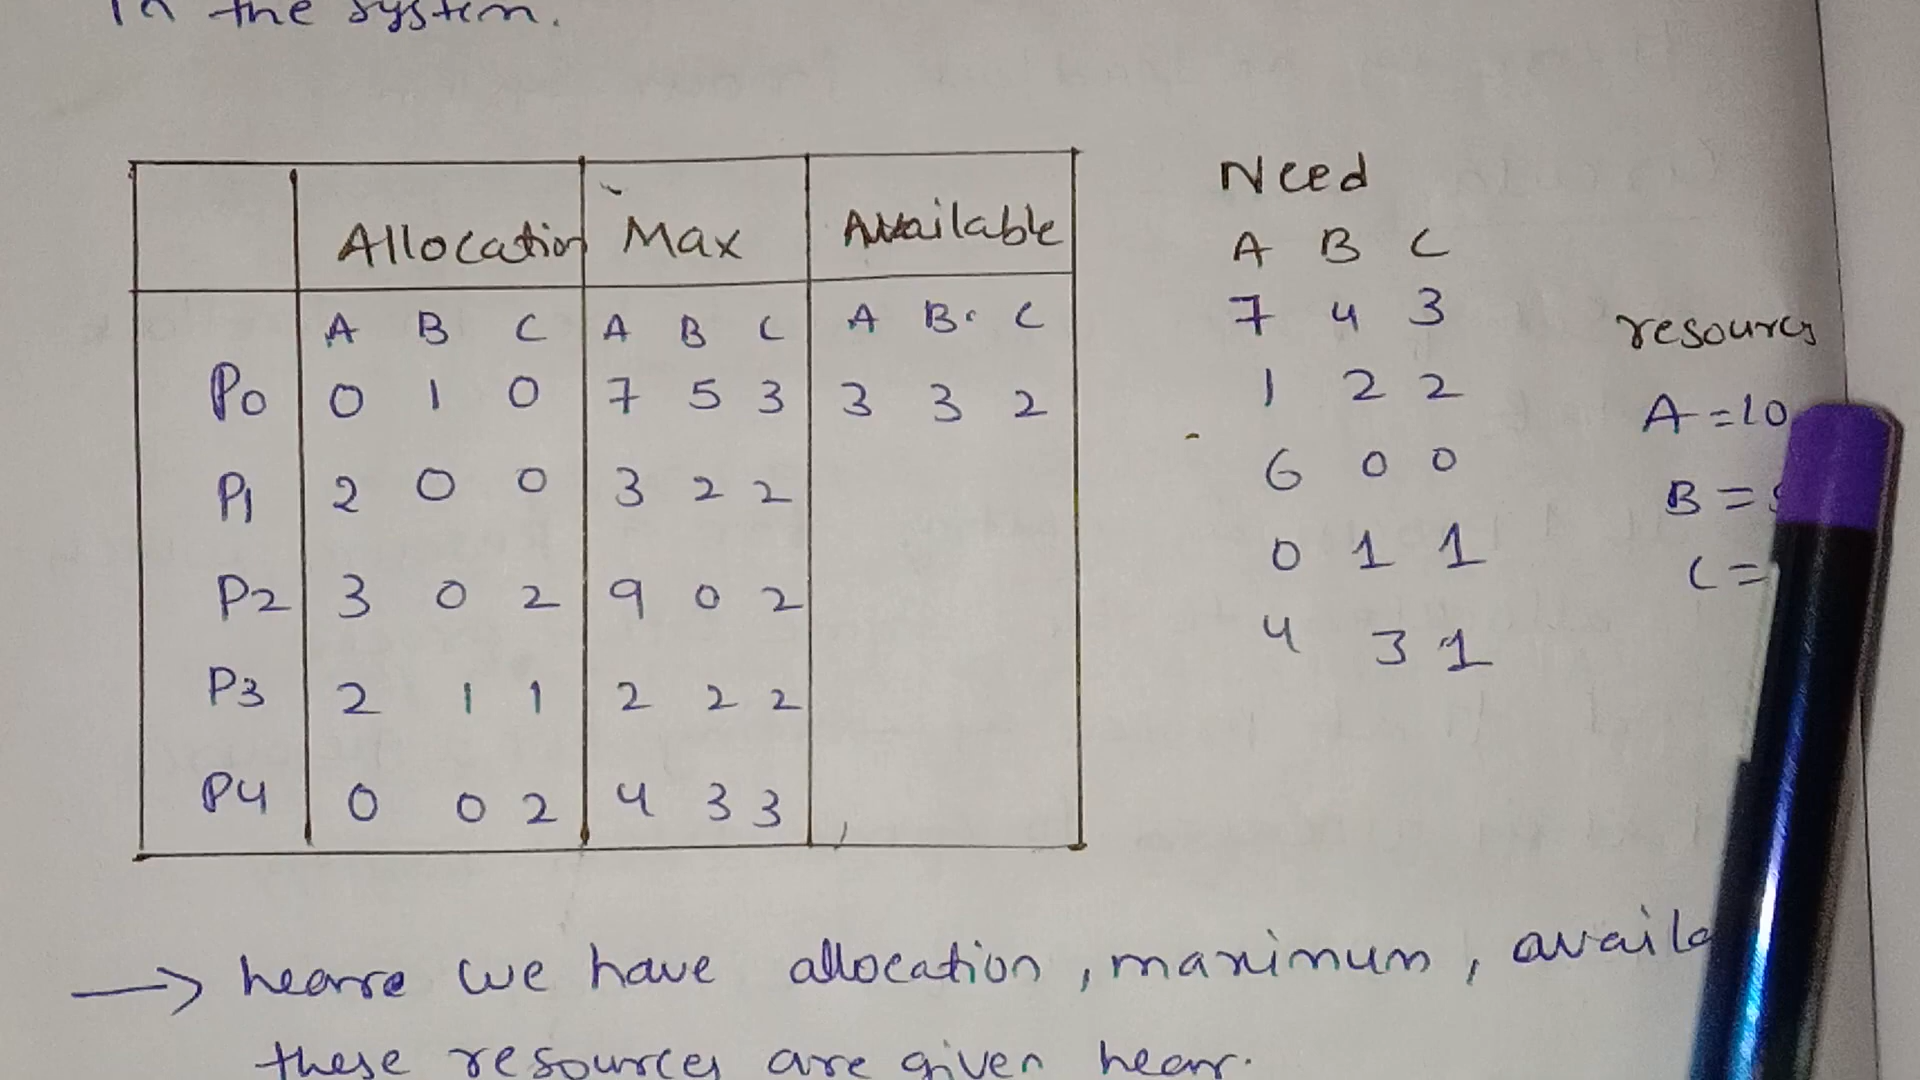 In the system.
Allocation Max Available
A B C A B C A B. C
P0 0 1 0 7 5 3 3 3 2
P1 2 0 0 3 2 2
P2 3 0 2 9 0 2
P3 2 1 1 2 2 2
P4 0 0 2 4 3 3
Need
A B C
7 4 3
1 2 2
6 0 0
0 1 1
4 3 1
resources
A=10
B =
C =
→ hearre we have allocation, maximum,
these resources are given hear.